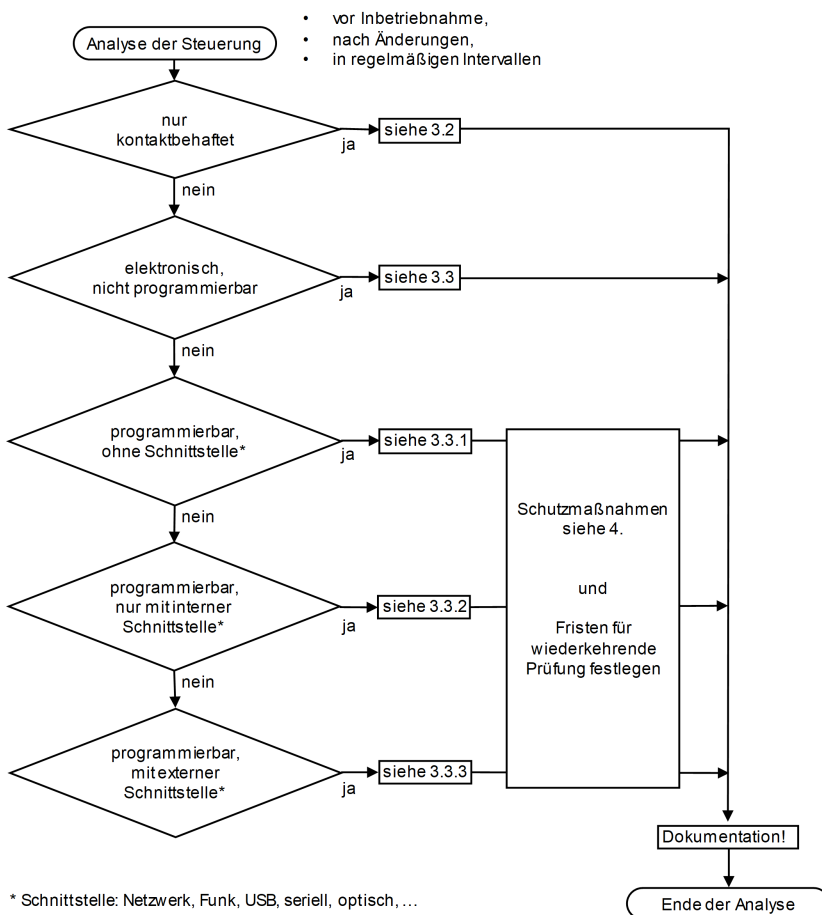 Analyse der Steuerung
• vor Inbetriebnahme,
• nach Änderungen,
• in regelmäßigen Intervallen
nur
kontaktbehaftet
ja
siehe 3.2
nein
elektronisch,
nicht programmierbar
ja
siehe 3.3
nein
programmierbar,
ohne Schnittstelle*
ja
siehe 3.3.1
nein
programmierbar,
nur mit interner
Schnittstelle*
ja
siehe 3.3.2
nein
programmierbar,
mit externer
Schnittstelle*
ja
siehe 3.3.3
Schutzmaßnahmen
siehe 4.
und
Fristen für
wiederkehrende
Prüfung festlegen
Dokumentation!
Ende der Analyse
* Schnittstelle: Netzwerk, Funk, USB, seriell, optisch, …